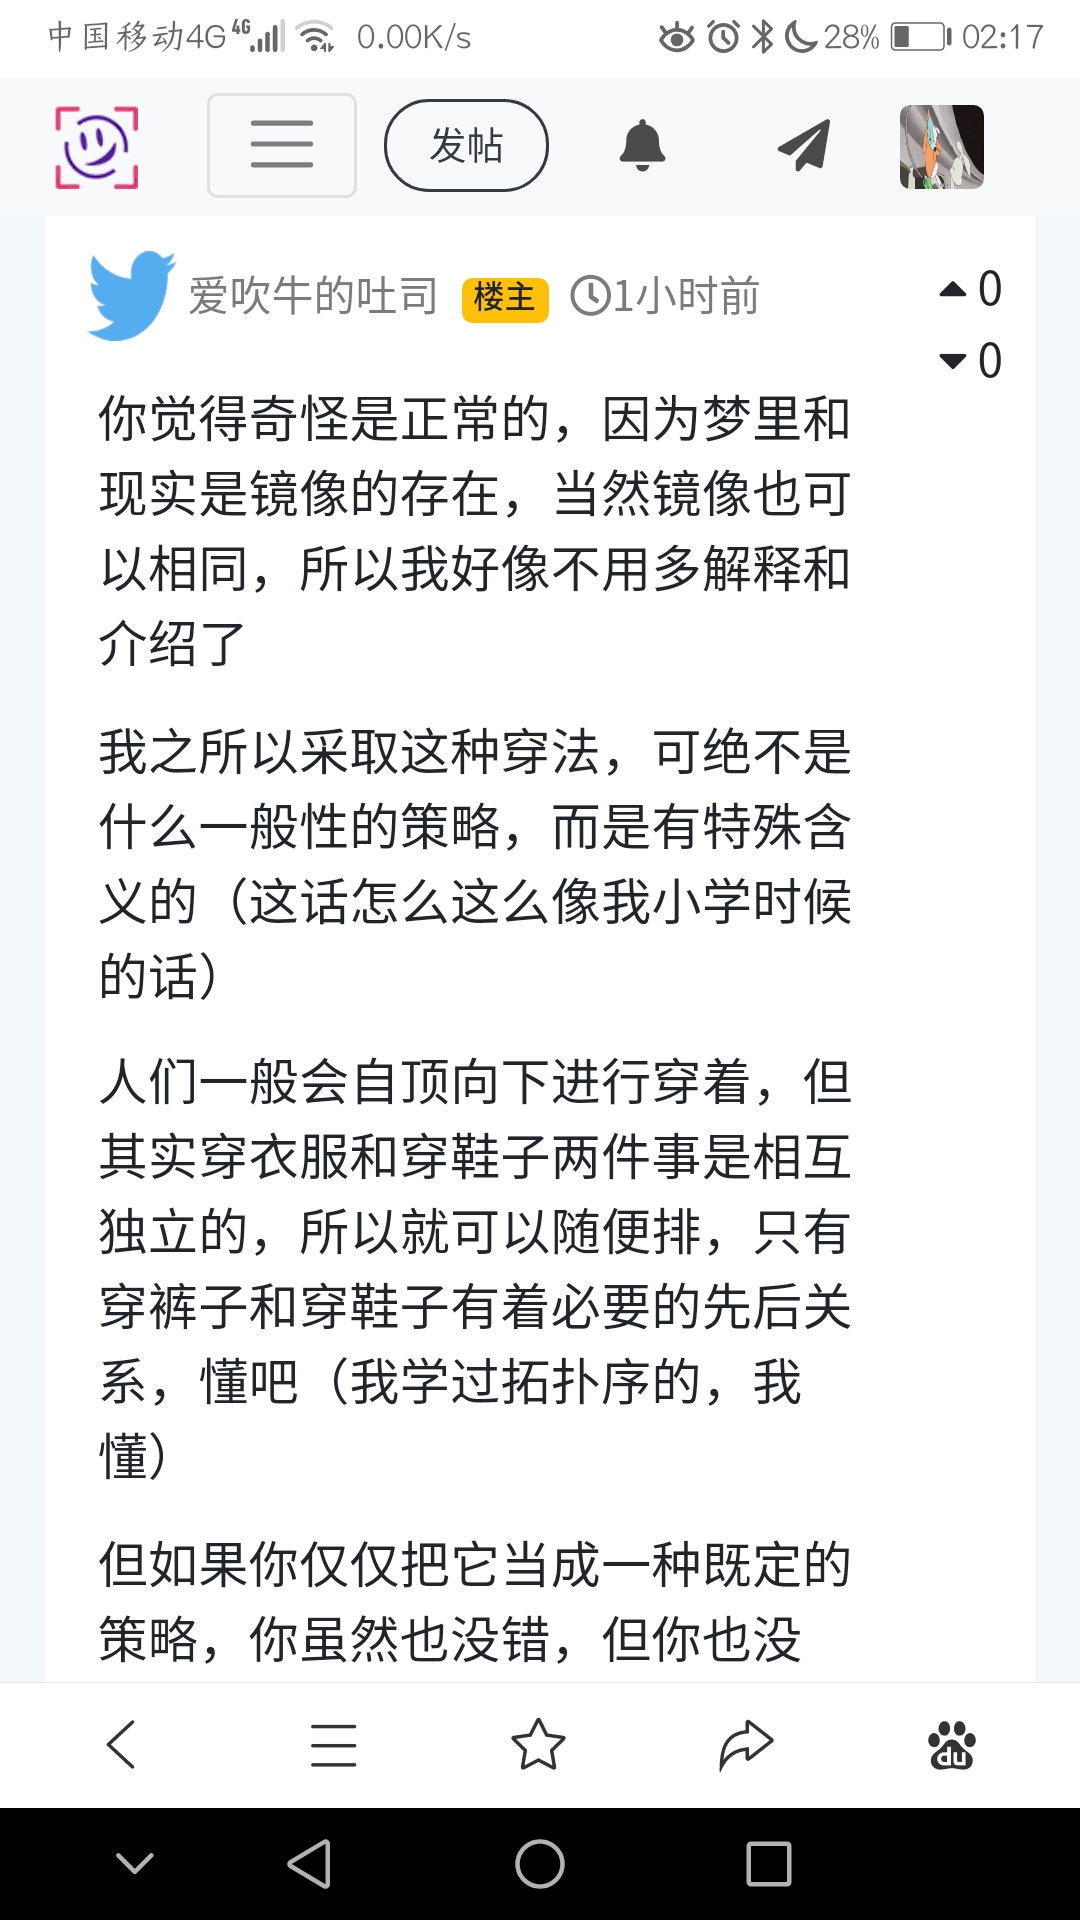 中国移动4G 4G 0.00K/s 28% 02:17
发帖
爱吹牛的吐司 楼主 1小时前 0
0
你觉得奇怪是正常的，因为梦里和
现实是镜像的存在，当然镜像也可
以相同，所以我好像不用多解释和
介绍了
我之所以采取这种穿法，可绝不是
什么一般性的策略，而是有特殊含
义的（这话怎么这么像我小学时候
的话）
人们一般会自顶向下进行穿着，但
其实穿衣服和穿鞋子两件事是相互
独立的，所以就可以随便排，只有
穿裤子和穿鞋子有着必要的先后关
系，懂吧（我学过拓扑序的，我
懂）
但如果你仅仅把它当成一种既定的
策略，你虽然也没错，但你也没
du